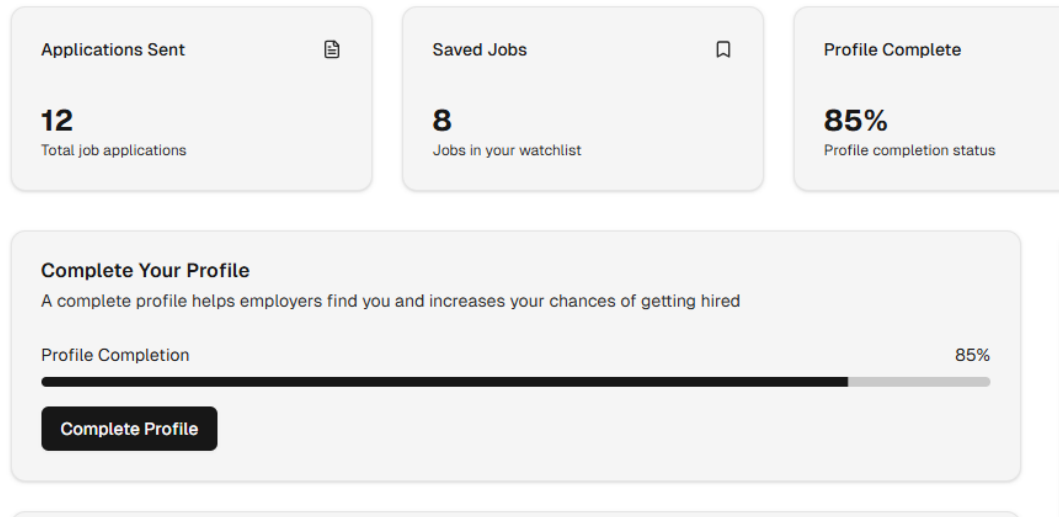 Applications Sent
12
Total job applications
Saved Jobs
8
Jobs in your watchlist
Profile Complete
85%
Profile completion status
Complete Your Profile
A complete profile helps employers find you and increases your chances of getting hired
Profile Completion
85%
Complete Profile